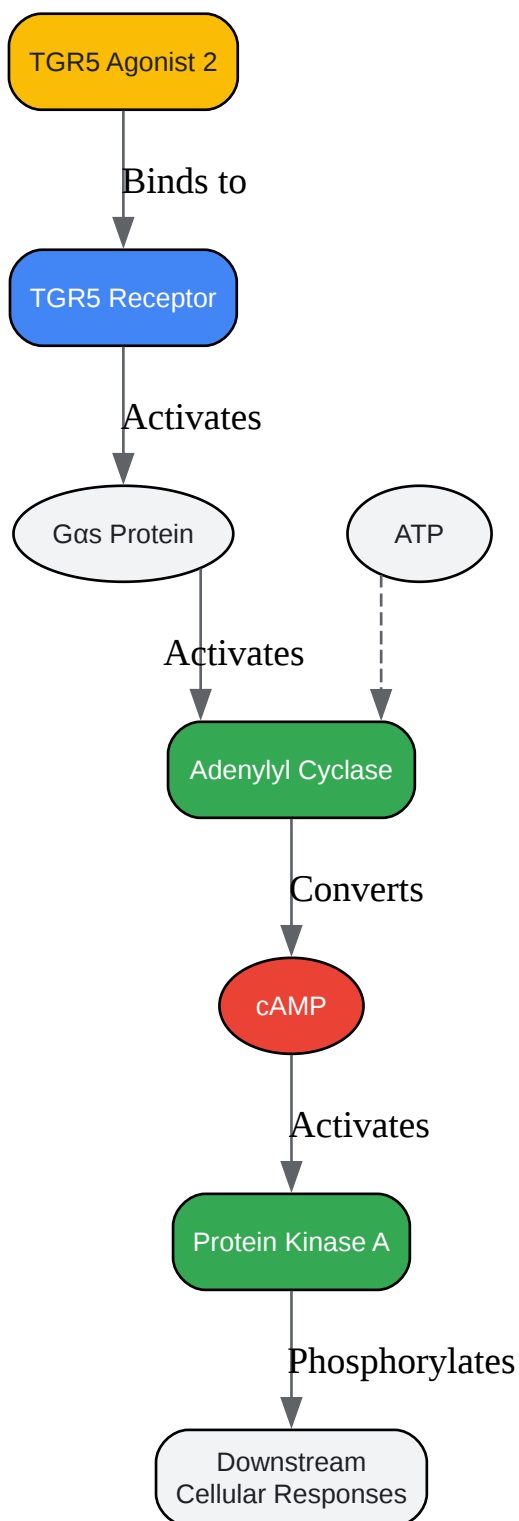 TGR5 Agonist 2
Binds to
TGR5 Receptor
Activates
Gαs Protein
ATP
Activates
Adenylyl Cyclase
Converts
cAMP
Activates
Protein Kinase A
Phosphorylates
Downstream
Cellular Responses